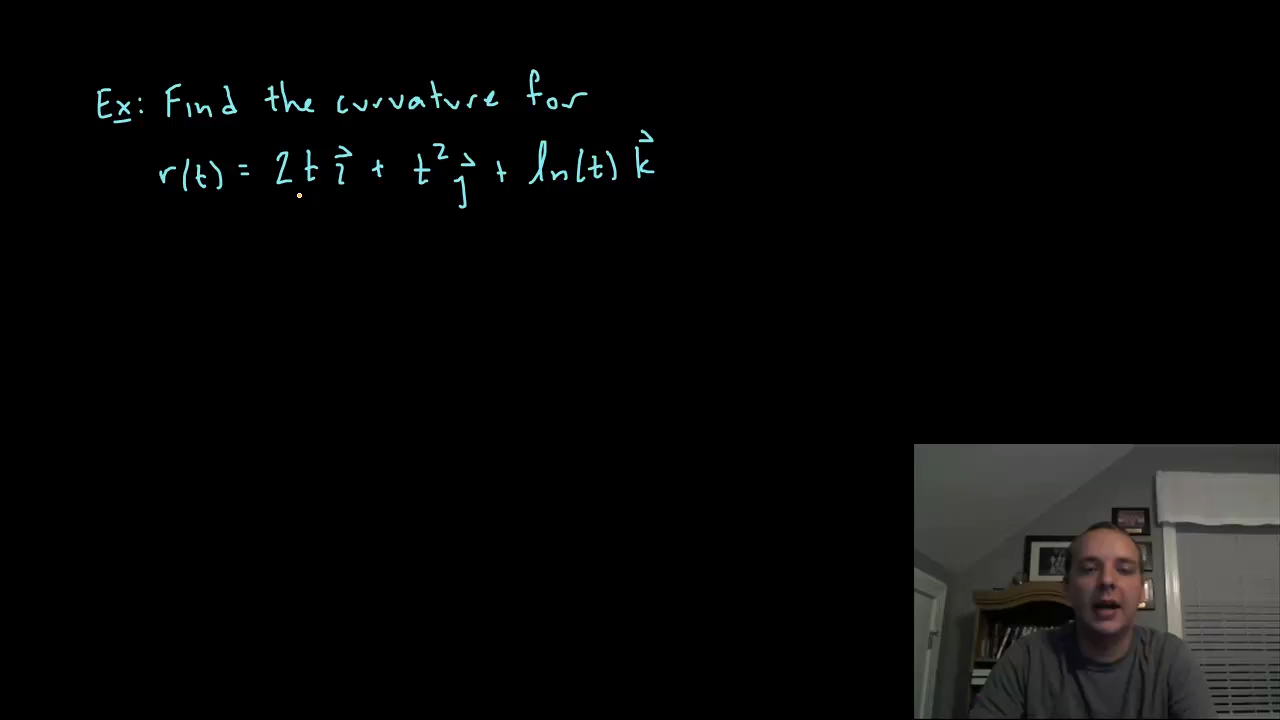 Ex: Find the curvature for
r(t) = 2t i⃗ + t² j⃗ + ln(t) k⃗